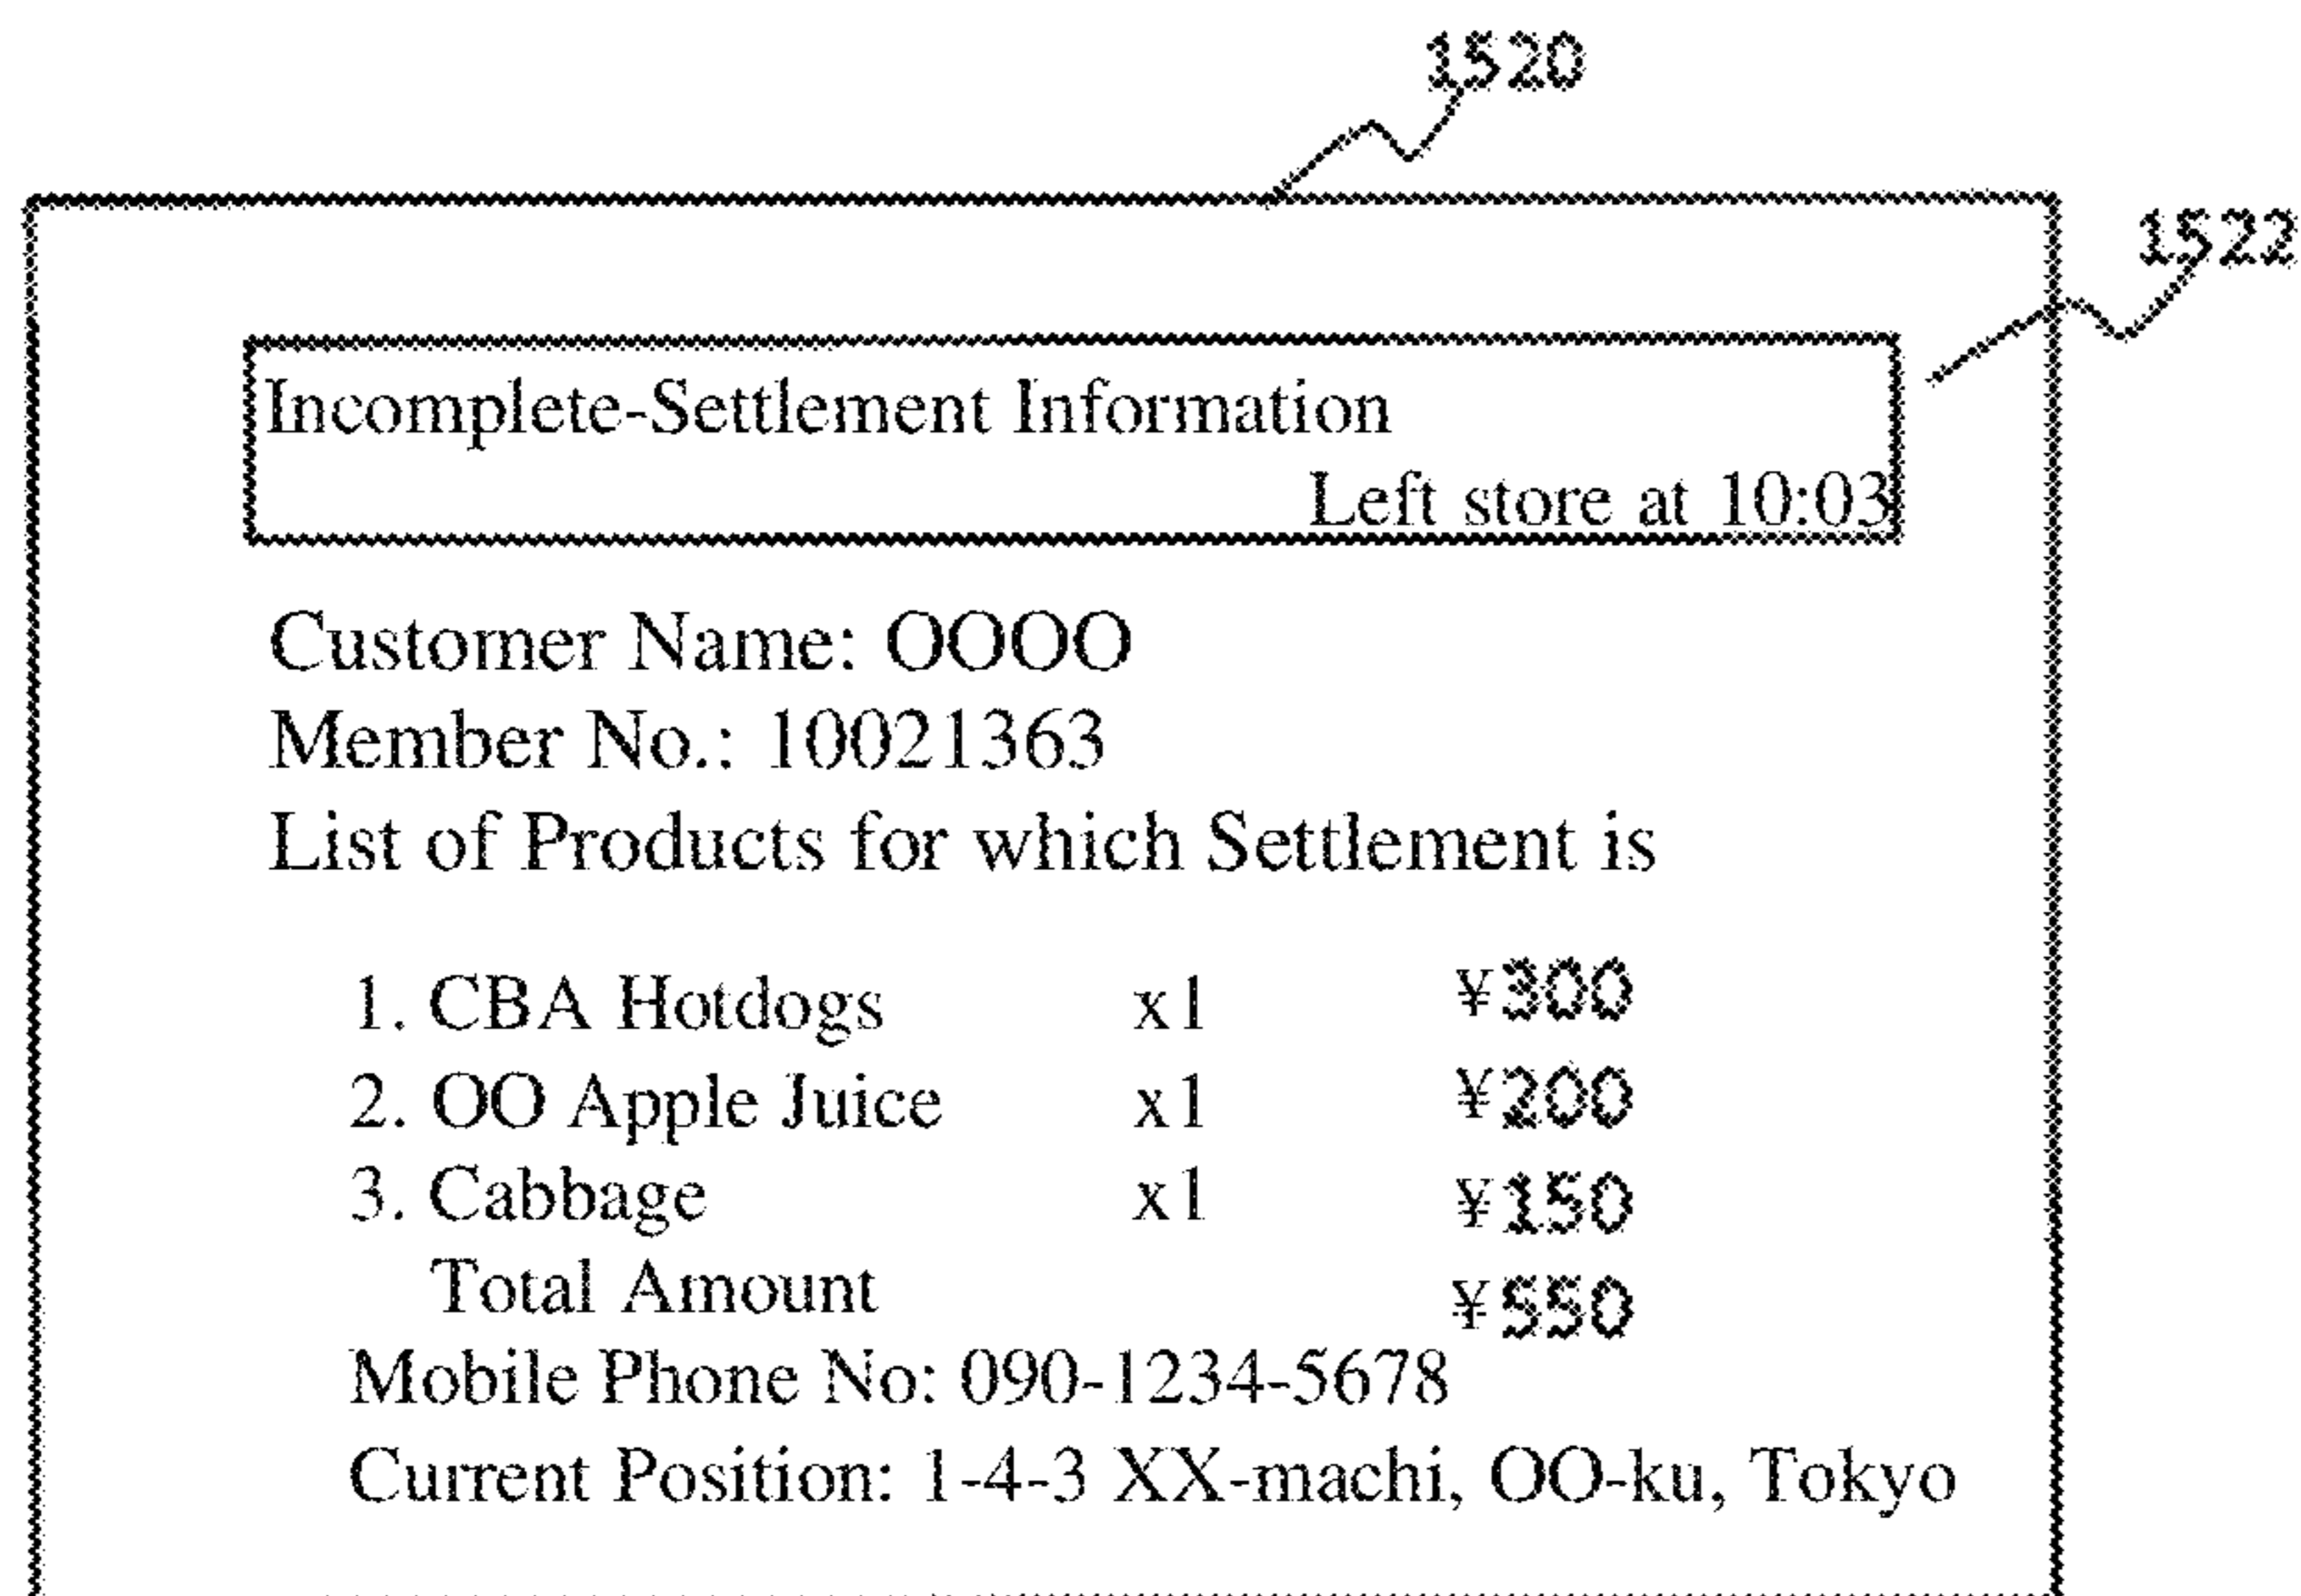 1520
1522
Incomplete-Settlement Information
Left store at 10:03
Customer Name: OOOO
Member No.: 10021363
List of Products for which Settlement is
1. CBA Hotdogs x1 ¥300
2. OO Apple Juice x1 ¥200
3. Cabbage x1 ¥150
Total Amount ¥550
Mobile Phone No: 090-1234-5678
Current Position: 1-4-3 XX-machi, OO-ku, Tokyo